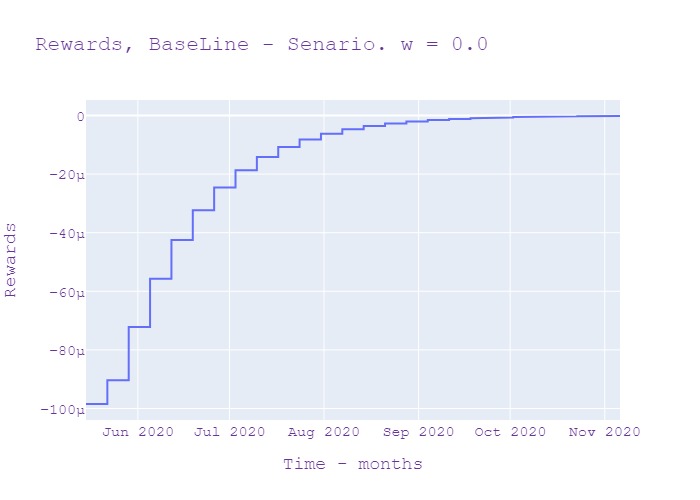 Rewards, BaseLine - Senario. w = 0.0
0
−20μ
−40μ
−60μ
−80μ
−100μ
Rewards
Jun 2020 Jul 2020 Aug 2020 Sep 2020 Oct 2020 Nov 2020
Time - months